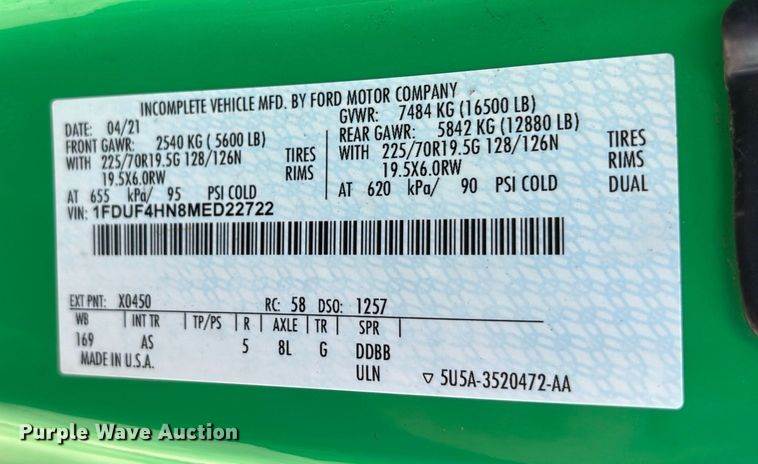 INCOMPLETE VEHICLE MFD. BY FORD MOTOR COMPANY
DATE: 04/21 GVWR: 7484 KG (16500 LB)
FRONT GAWR: 2540 KG ( 5600 LB) REAR GAWR: 5842 KG (12880 LB)
WITH 225/70R19.5G 128/126N TIRES WITH 225/70R19.5G 128/126N TIRES
19.5X6.0RW RIMS 19.5X6.0RW RIMS
AT 655 kPa/ 95 PSI COLD AT 620 kPa/ 90 PSI COLD DUAL
VIN: 1FDUF4HN8MED22722
EXT PNT: X0450 RC: 58 DSO: 1257
WB | INT TR | TP/PS | R | AXLE | TR | SPR
169 AS 5 8L G DDBB
MADE IN U.S.A. ULN ▽ 5U5A-3520472-AA
Purple Wave Auction